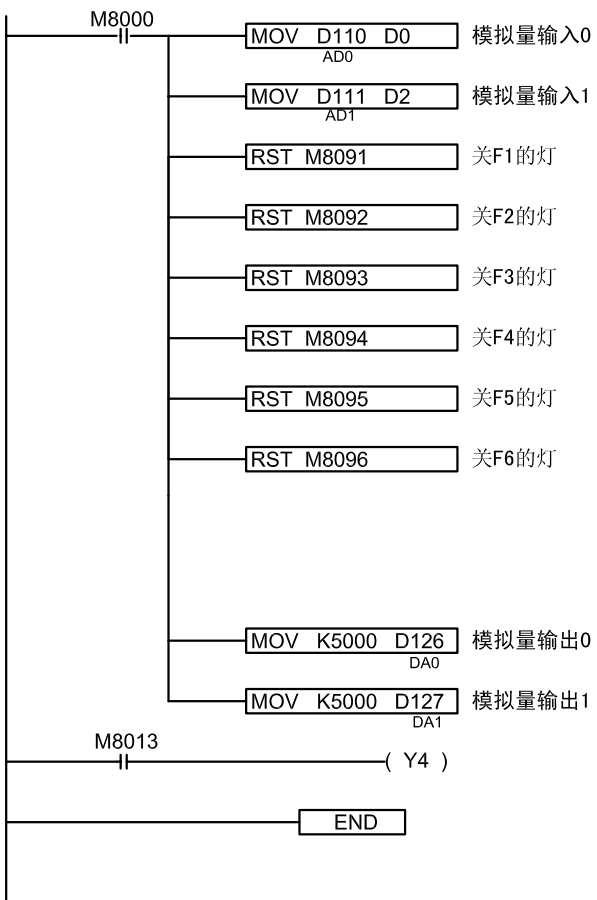 M8000
MOV D110 D0 模拟量输入0
AD0
MOV D111 D2 模拟量输入1
AD1
RST M8091 关F1的灯
RST M8092 关F2的灯
RST M8093 关F3的灯
RST M8094 关F4的灯
RST M8095 关F5的灯
RST M8096 关F6的灯
MOV K5000 D126 模拟量输出0
DA0
MOV K5000 D127 模拟量输出1
DA1
M8013
( Y4 )
END